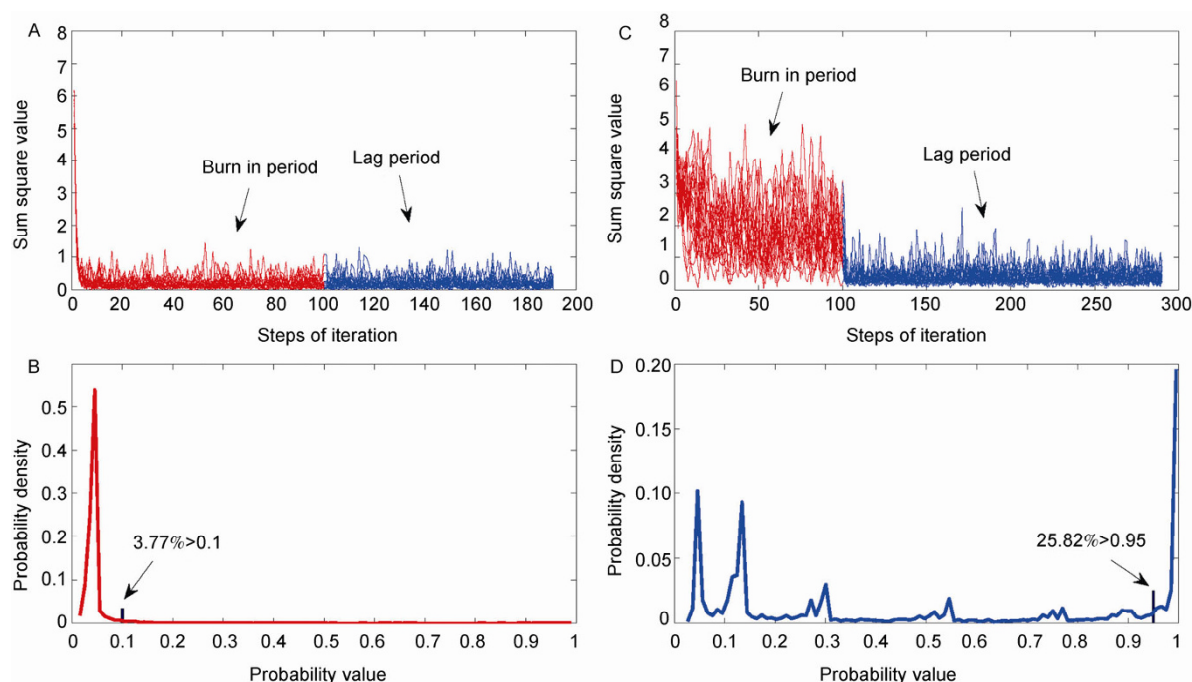 A
Sum square value
8
7
6
5
4
3
2
1
0
Burn in period
Lag period
0 20 40 60 80 100 120 140 160 180 200
Steps of iteration
C
Sum square value
8
7
6
5
4
3
2
1
0
Burn in period
Lag period
0 50 100 150 200 250 300
Steps of iteration
B
Probability density
0.5
0.4
0.3
0.2
0.1
0
3.77%>0.1
0 0.1 0.2 0.3 0.4 0.5 0.6 0.7 0.8 0.9 1
Probability value
D
Probability density
0.20
0.15
0.10
0.05
0
25.82%>0.95
0 0.1 0.2 0.3 0.4 0.5 0.6 0.7 0.8 0.9 1
Probability value